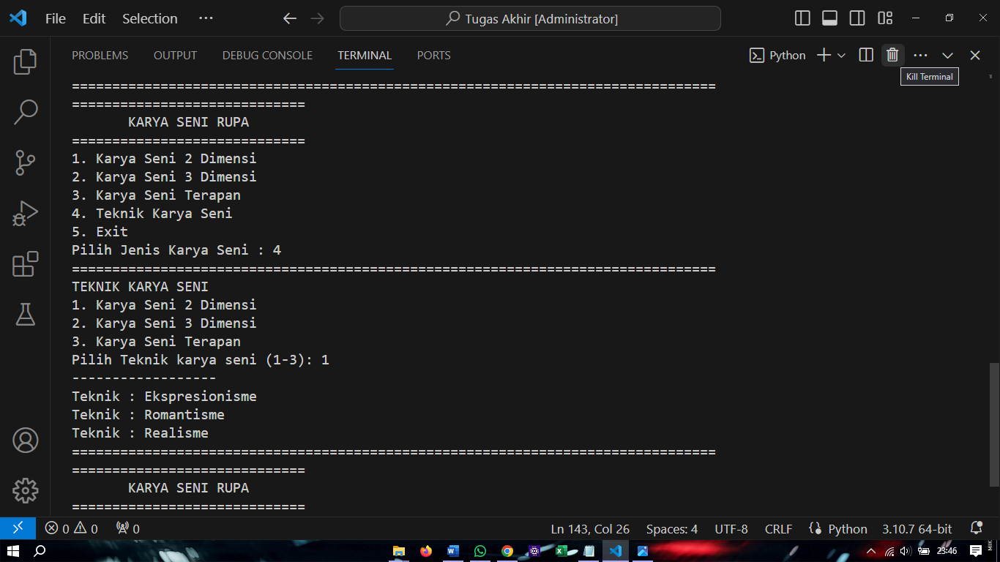 File Edit Selection ···
Tugas Akhir [Administrator]
PROBLEMS OUTPUT DEBUG CONSOLE TERMINAL PORTS
Python
Kill Terminal
================================================================================
=============================
KARYA SENI RUPA
=============================
1. Karya Seni 2 Dimensi
2. Karya Seni 3 Dimensi
3. Karya Seni Terapan
4. Teknik Karya Seni
5. Exit
Pilih Jenis Karya Seni : 4
================================================================================
TEKNIK KARYA SENI
1. Karya Seni 2 Dimensi
2. Karya Seni 3 Dimensi
3. Karya Seni Terapan
Pilih Teknik karya seni (1-3): 1
------------------
Teknik : Ekspresionisme
Teknik : Romantisme
Teknik : Realisme
================================================================================
=============================
KARYA SENI RUPA
=============================
0 0 0 Ln 143, Col 26 Spaces: 4 UTF-8 CRLF Python 3.10.7 64-bit
23:46
MIK